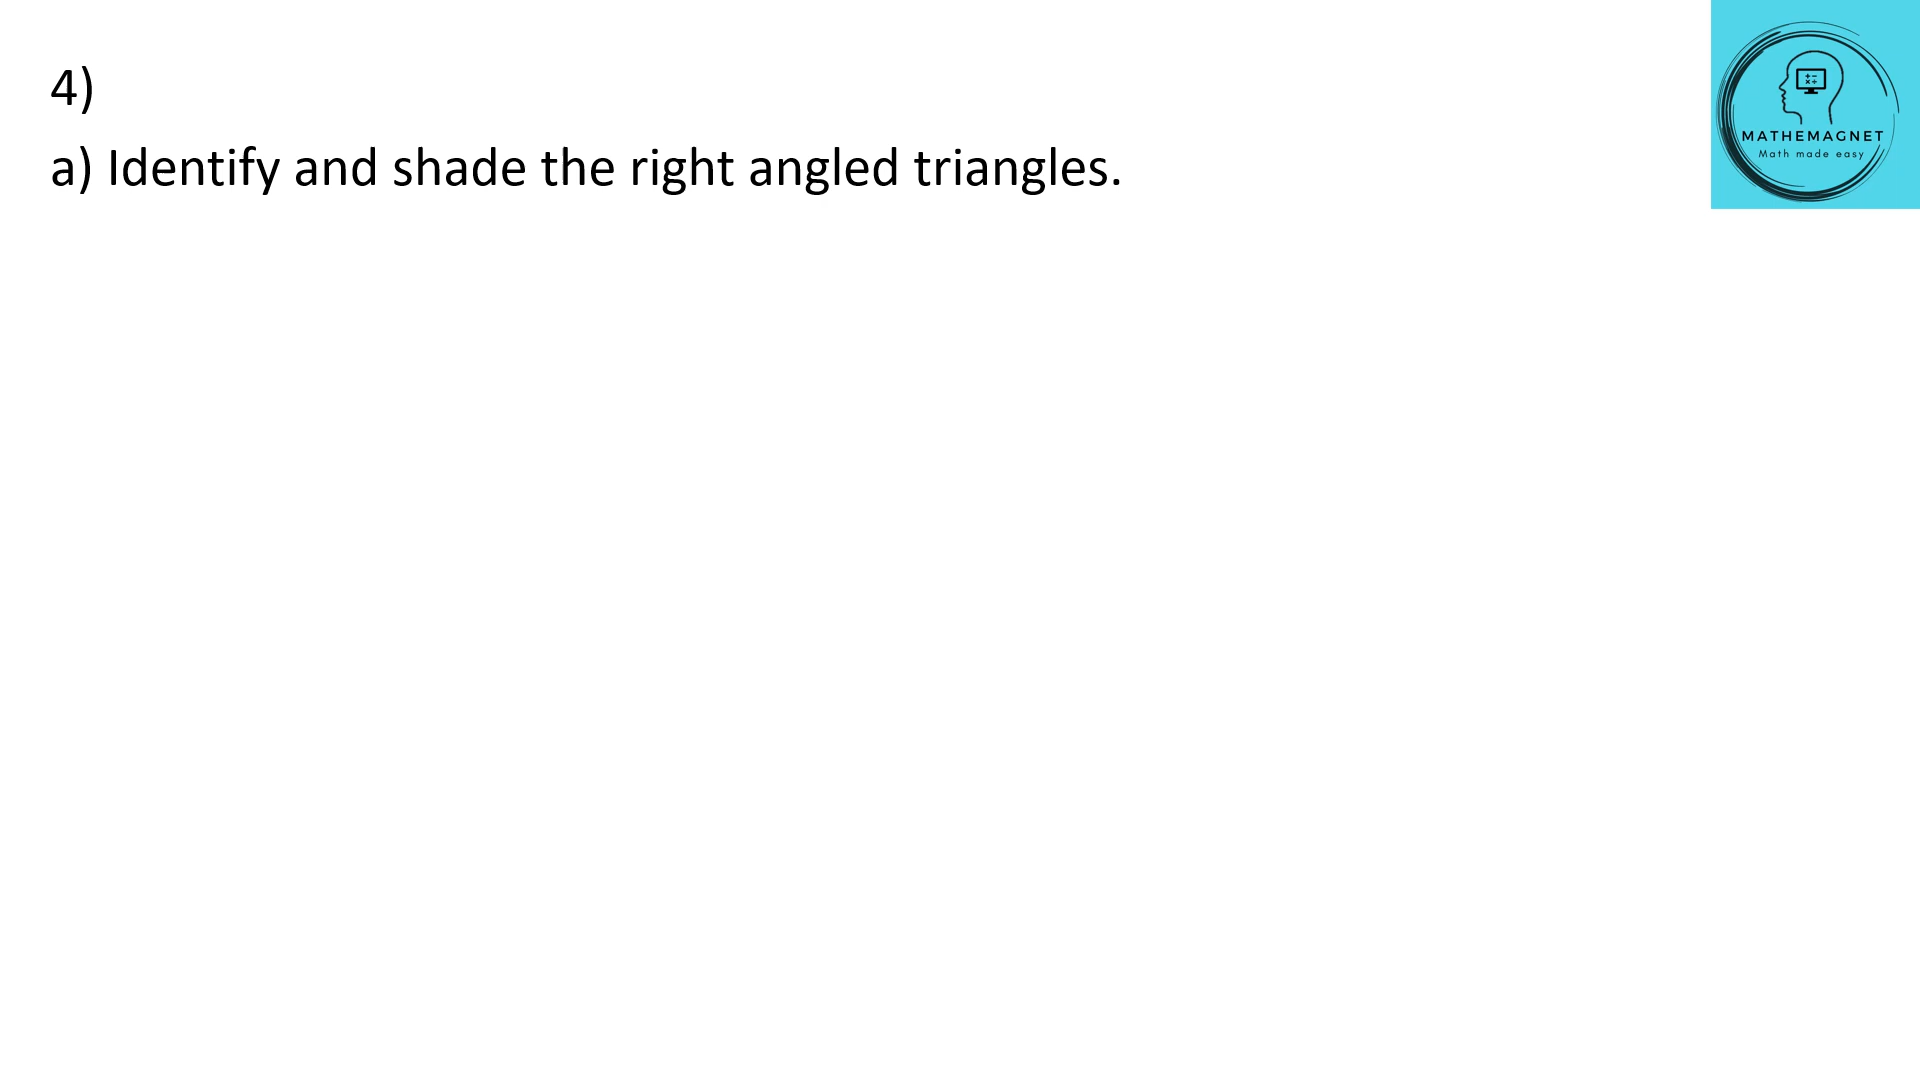 4)
a) Identify and shade the right angled triangles.
MATHEMAGNET
Math made easy